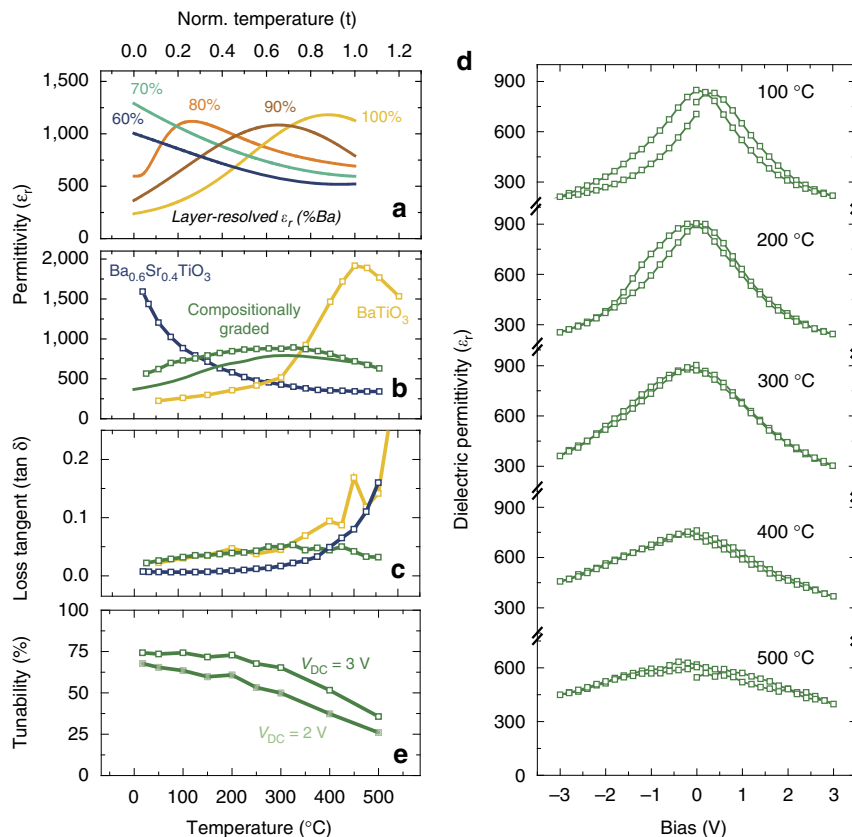 Norm. temperature (t)
0.0 0.2 0.4 0.6 0.8 1.0 1.2
1,500
1,000
500
0
70%
60%
80%
90%
100%
Layer-resolved εr (%Ba)
a
Permittivity (εr)
2,000
1,500
1,000
500
0
Ba0.6Sr0.4TiO3
Compositionally
graded
BaTiO3
b
Loss tangent (tan δ)
0.2
0.1
0.0
c
Tunability (%)
100
75
50
25
0
VDC = 3 V
VDC = 2 V
e
0 100 200 300 400 500
Temperature (°C)
d
Dielectric permittivity (εr)
900
600
300
100 °C
900
600
300
200 °C
900
600
300
300 °C
900
600
300
400 °C
600
300
0
500 °C
–3 –2 –1 0 1 2 3
Bias (V)